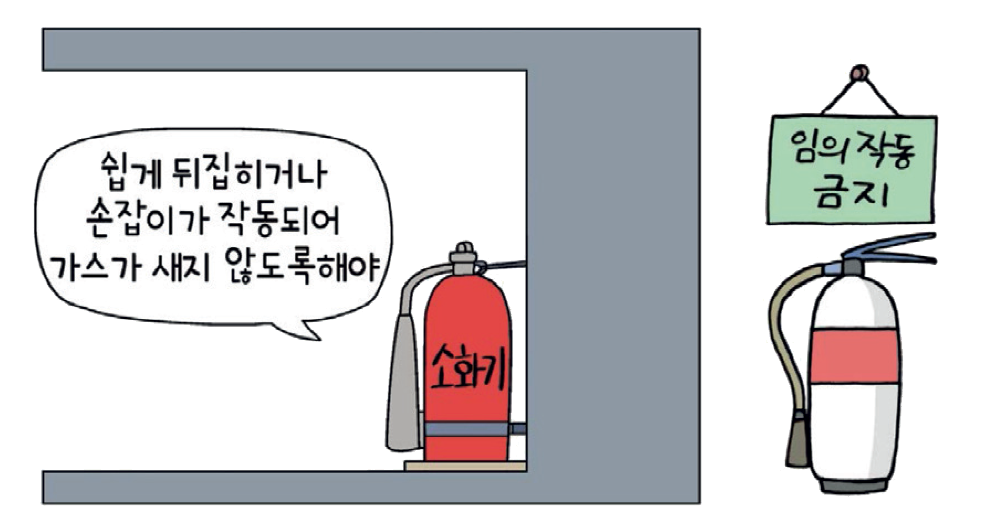 쉽게 뒤집히거나
손잡이가 작동되어
가스가 새지 않도록해야
소화기
임의 작동
금지